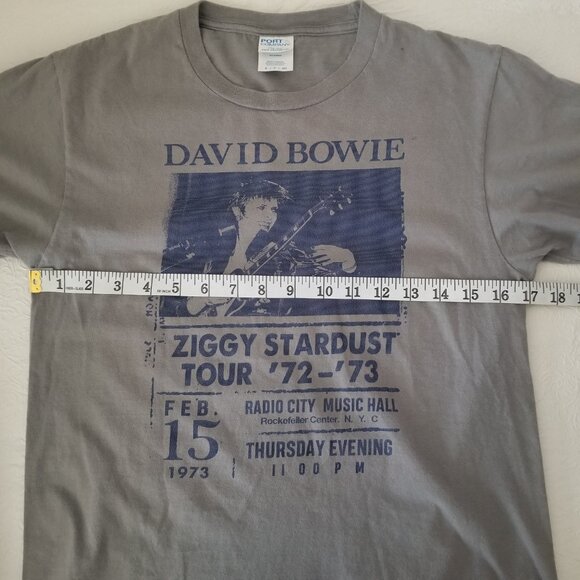 PORT
COMPANY
DAVID BOWIE
1 2 3 4 5 6 7 8 9 10 11 12 13 14 15 16 17 18
ZIGGY STARDUST
TOUR '72-'73
FEB.
15
1973
RADIO CITY MUSIC HALL
Rockefeller Center, N. Y. C
THURSDAY EVENING
11 00 PM